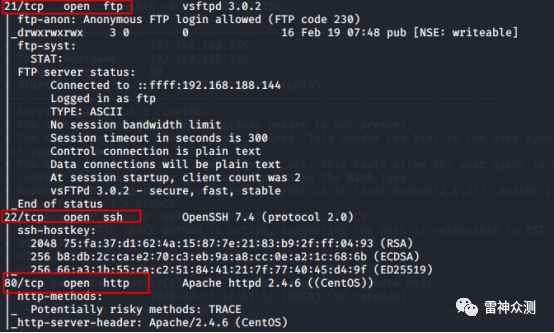 21/tcp open ftp vsftpd 3.0.2
| ftp-anon: Anonymous FTP login allowed (FTP code 230)
|_drwxrwxrwx 3 0 0 16 Feb 19 07:48 pub [NSE: writeable]
| ftp-syst:
| STAT:
| FTP server status:
| Connected to ::ffff:192.168.188.144
| Logged in as ftp
| TYPE: ASCII
| No session bandwidth limit
| Session timeout in seconds is 300
| Control connection is plain text
| Data connections will be plain text
| At session startup, client count was 2
| vsFTPd 3.0.2 - secure, fast, stable
|_End of status
22/tcp open ssh OpenSSH 7.4 (protocol 2.0)
| ssh-hostkey:
| 2048 75:fa:37:d1:62:4a:15:87:7e:21:83:b9:2f:ff:04:93 (RSA)
| 256 b8:db:2c:ca:e2:70:c3:eb:9a:a8:cc:0e:a2:1c:68:6b (ECDSA)
|_ 256 66:a3:1b:55:ca:c2:51:84:41:21:7f:77:40:45:d4:9f (ED25519)
80/tcp open http Apache httpd 2.4.6 ((CentOS))
| http-methods:
|_ Potentially risky methods: TRACE
|_http-server-header: Apache/2.4.6 (CentOS)
雷神众测